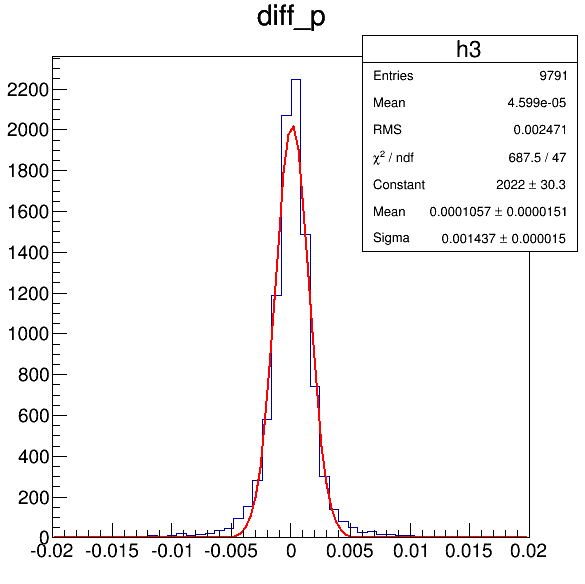 diff_p
h3
Entries 9791
Mean 4.599e-05
RMS 0.002471
χ² / ndf 687.5 / 47
Constant 2022 ± 30.3
Mean 0.0001057 ± 0.0000151
Sigma 0.001437 ± 0.000015
2200
2000
1800
1600
1400
1200
1000
800
600
400
200
0
-0.02 -0.015 -0.01 -0.005 0 0.005 0.01 0.015 0.02